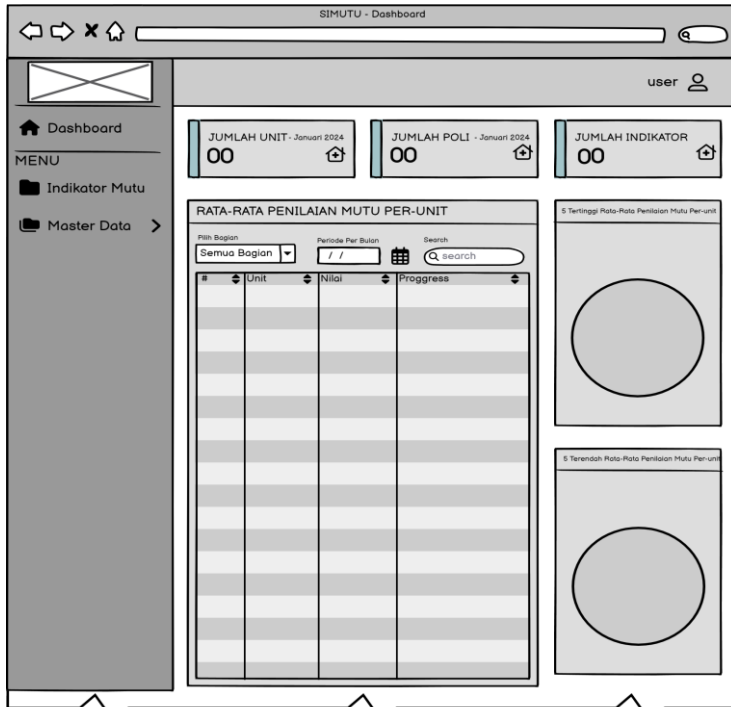 SIMUTU - Dashboard
user
Dashboard
MENU
Indikator Mutu
Master Data
JUMLAH UNIT - Januari 2024
00
JUMLAH POLI - Januari 2024
00
JUMLAH INDIKATOR
00
RATA-RATA PENILAIAN MUTU PER-UNIT
Pilih Bagian
Semua Bagian
Periode Per Bulan
/ /
Search
search
# Unit Nilai Proggress
5 Tertinggi Rata-Rata Penilaian Mutu Per-unit
5 Terendah Rata-Rata Penilaian Mutu Per-unit